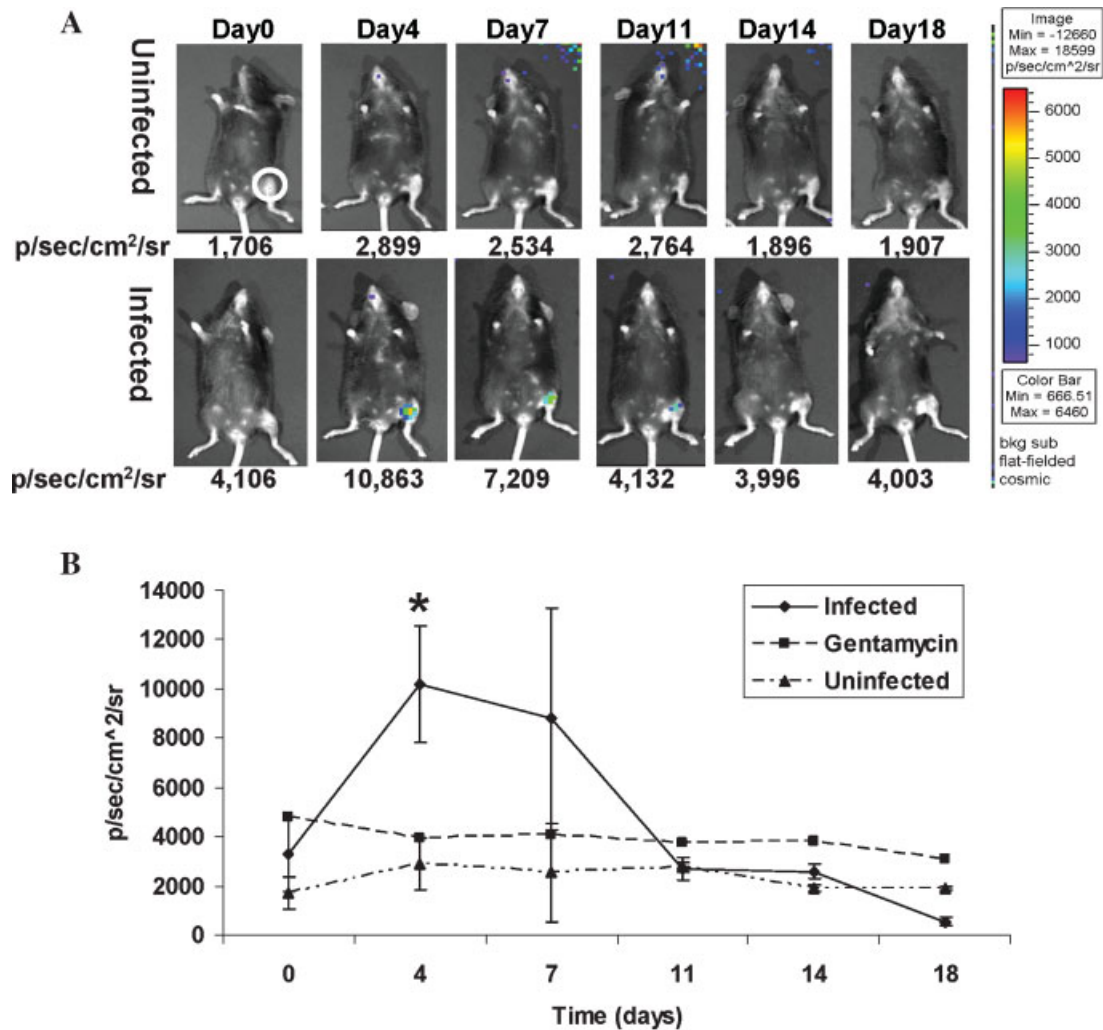 A
Day0 Day4 Day7 Day11 Day14 Day18
Uninfected
p/sec/cm²/sr 1,706 2,899 2,534 2,764 1,896 1,907
Infected
p/sec/cm²/sr 4,106 10,863 7,209 4,132 3,996 4,003
Image
Min = -12660
Max = 18599
p/sec/cm^2/sr
6000
5000
4000
3000
2000
1000
Color Bar
Min = 666.51
Max = 6460
bkg sub
flat-fielded
cosmic
B
p/sec/cm^2/sr
14000
12000
10000
8000
6000
4000
2000
0
*
Infected
Gentamycin
Uninfected
0 4 7 11 14 18
Time (days)